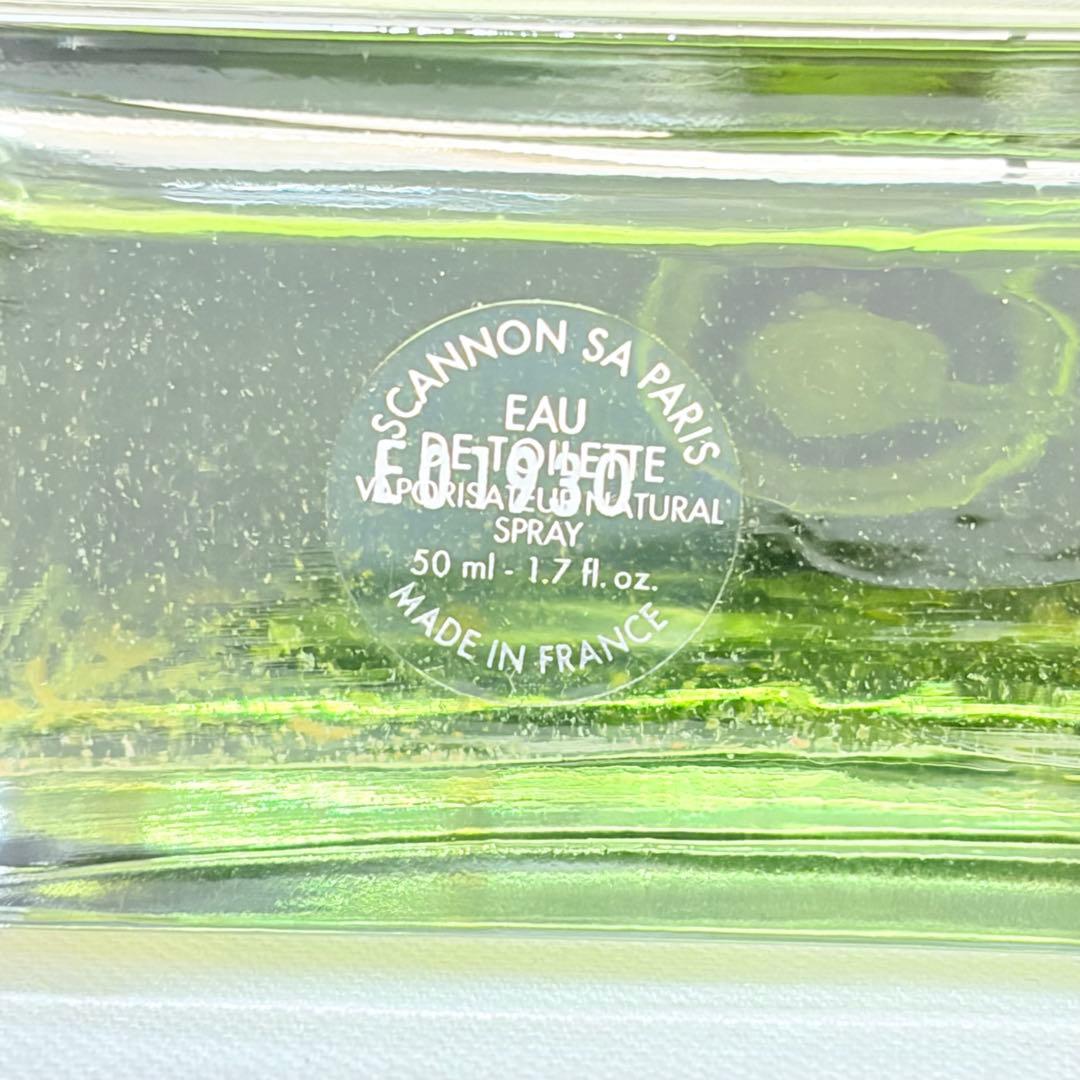 SCANNON SA PARIS
EAU
DE TOILETTE
E01930
VAPORISATEUR NATURAL
SPRAY
50 ml - 1.7 fl. oz.
MADE IN FRANCE